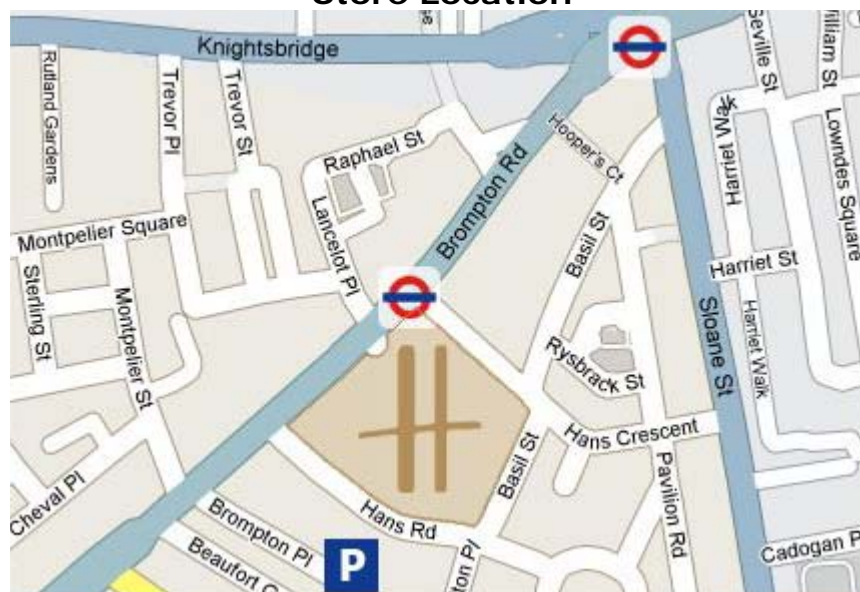 Store Location
Knightsbridge
Rutland Gardens
Trevor Pl
Trevor St
Seville St
William St
Harriet
Lowndes Square
Raphael St
Hooper's Ct
Brompton Rd
Lancelot Pl
Montpelier Square
Basil St
Harriet St
Sterling St
Montpelier St
Sloane St
Harriet Walk
Rysbrack St
Hans Crescent
Basil St
Pavilion Rd
Cheval Pl
Hans Rd
Brompton Pl
Beaufort
P
Cadogan P